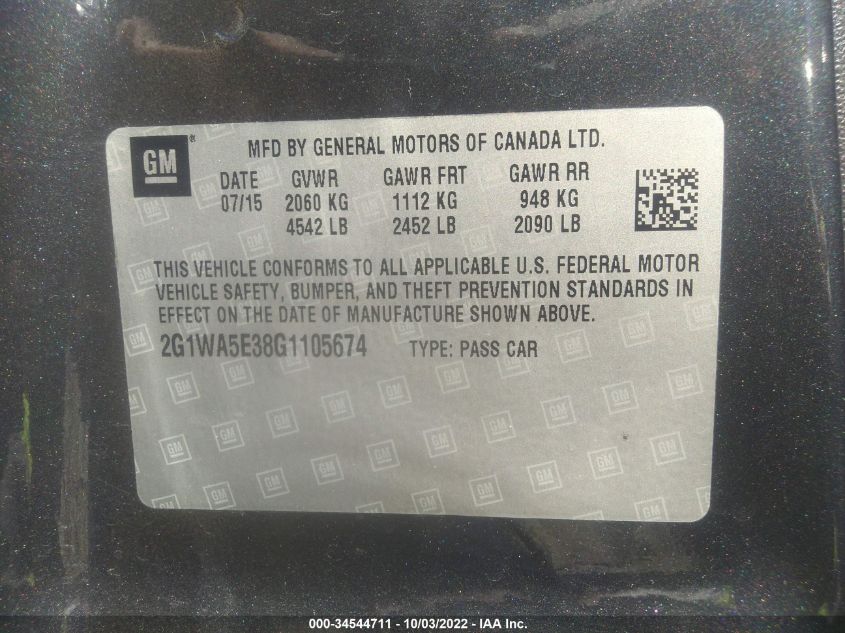 GM ®
MFD BY GENERAL MOTORS OF CANADA LTD.
DATE GVWR GAWR FRT GAWR RR
07/15 2060 KG 1112 KG 948 KG
4542 LB 2452 LB 2090 LB
THIS VEHICLE CONFORMS TO ALL APPLICABLE U.S. FEDERAL MOTOR
VEHICLE SAFETY, BUMPER, AND THEFT PREVENTION STANDARDS IN
EFFECT ON THE DATE OF MANUFACTURE SHOWN ABOVE.
2G1WA5E38G1105674 TYPE: PASS CAR
000-34544711 - 10/03/2022 - IAA Inc.